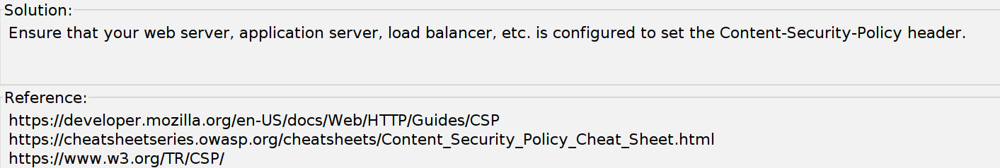 Solution:
Ensure that your web server, application server, load balancer, etc. is configured to set the Content-Security-Policy header.
Reference:
https://developer.mozilla.org/en-US/docs/Web/HTTP/Guides/CSP
https://cheatsheetseries.owasp.org/cheatsheets/Content_Security_Policy_Cheat_Sheet.html
https://www.w3.org/TR/CSP/